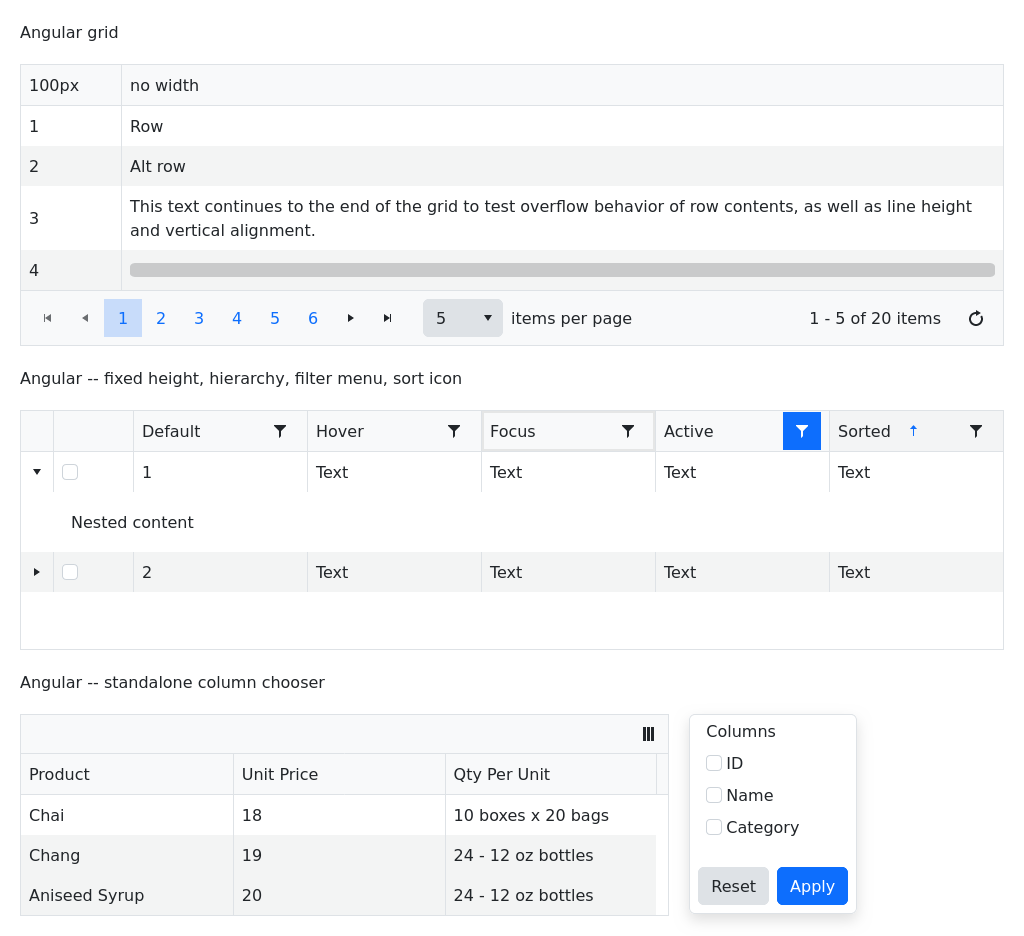 Angular grid
100px no width
1 Row
2 Alt row
3 This text continues to the end of the grid to test overflow behavior of row contents, as well as line height
and vertical alignment.
4
1 2 3 4 5 6 5 items per page 1 - 5 of 20 items
Angular -- fixed height, hierarchy, filter menu, sort icon
Default Hover Focus Active Sorted
1 Text Text Text Text
Nested content
2 Text Text Text Text
Angular -- standalone column chooser
Product Unit Price Qty Per Unit
Chai 18 10 boxes x 20 bags
Chang 19 24 - 12 oz bottles
Aniseed Syrup 20 24 - 12 oz bottles
Columns
ID
Name
Category
Reset Apply